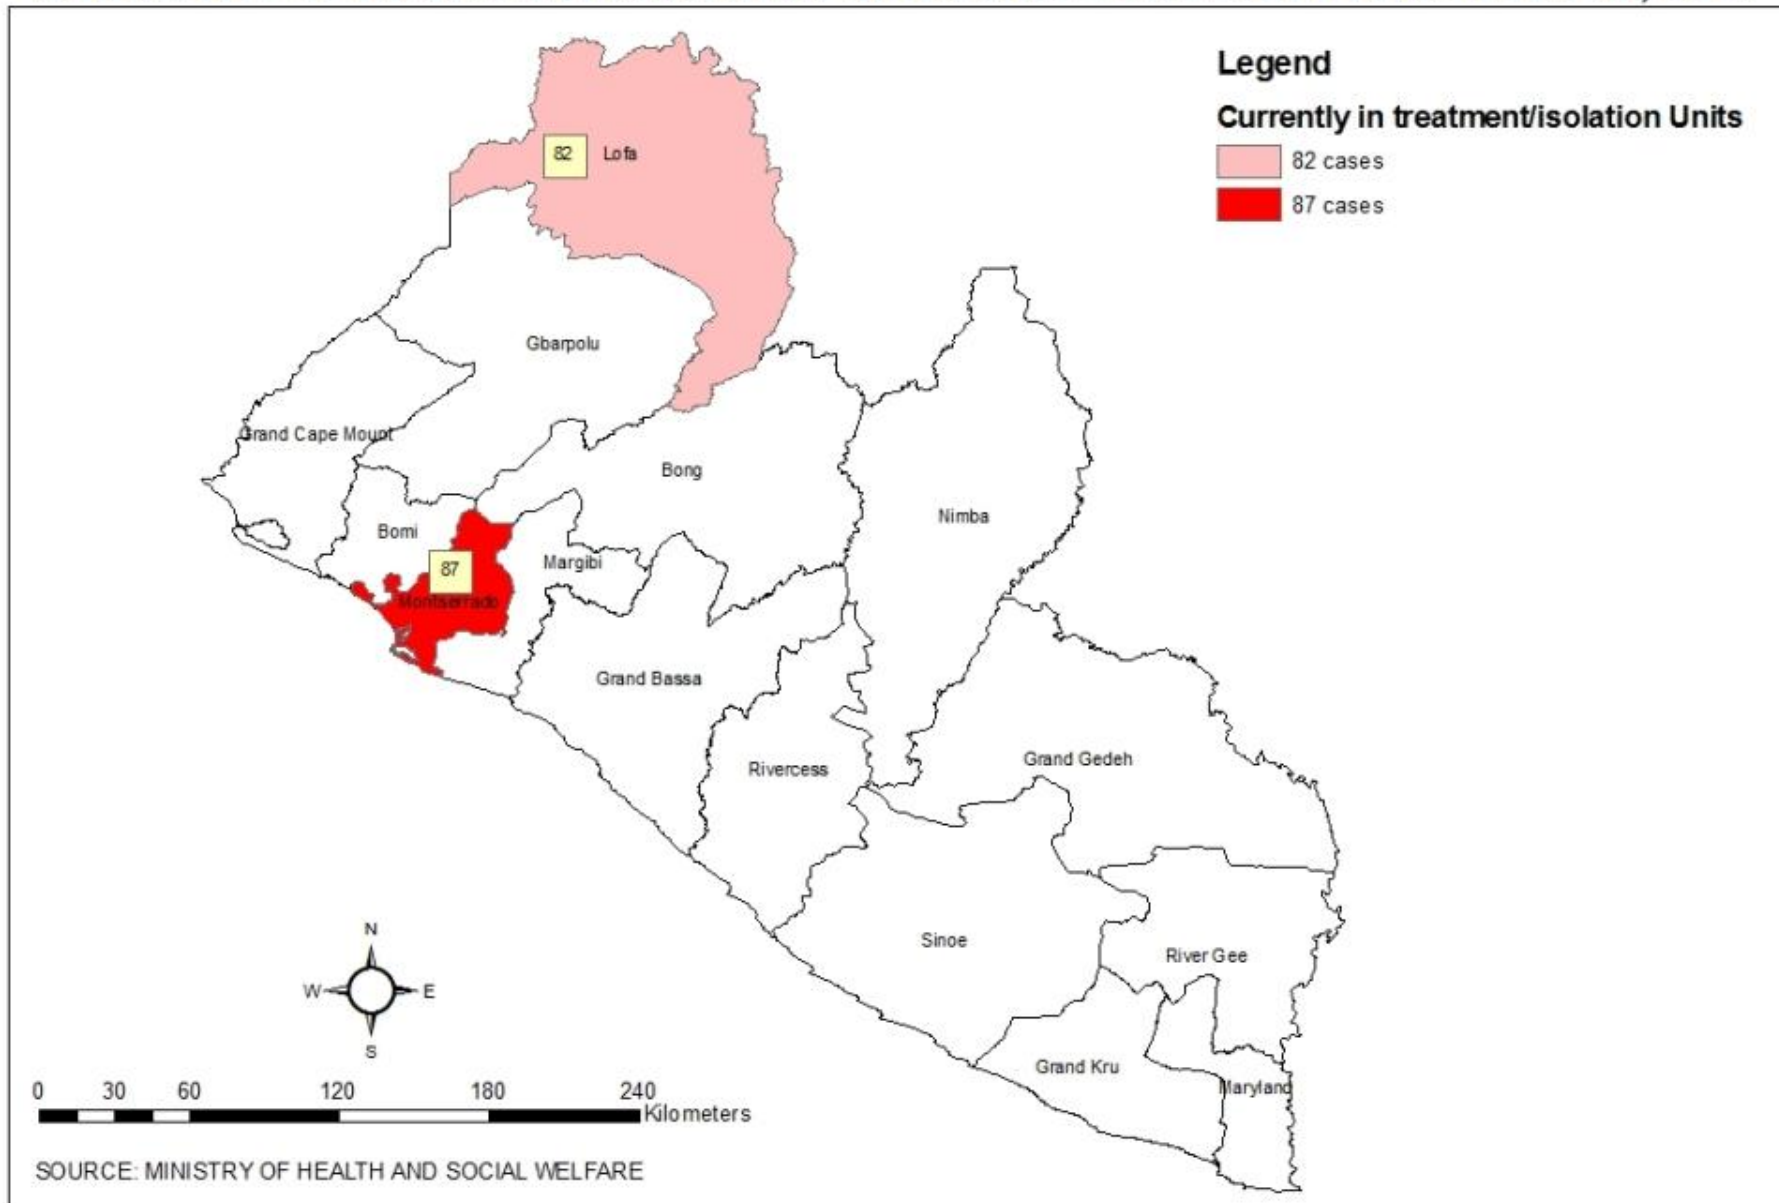 Legend
Currently in treatment/isolation Units
82 cases
87 cases
82 Lofa
Gbarpolu
Grand Cape Mount
Bong
Nimba
Bomi
Margibi
87
Montserrado
Grand Bassa
Grand Gedeh
Rivercess
Sinoe
River Gee
Grand Kru
Maryland
N
W E
S
0 30 60 120 180 240
Kilometers
SOURCE: MINISTRY OF HEALTH AND SOCIAL WELFARE